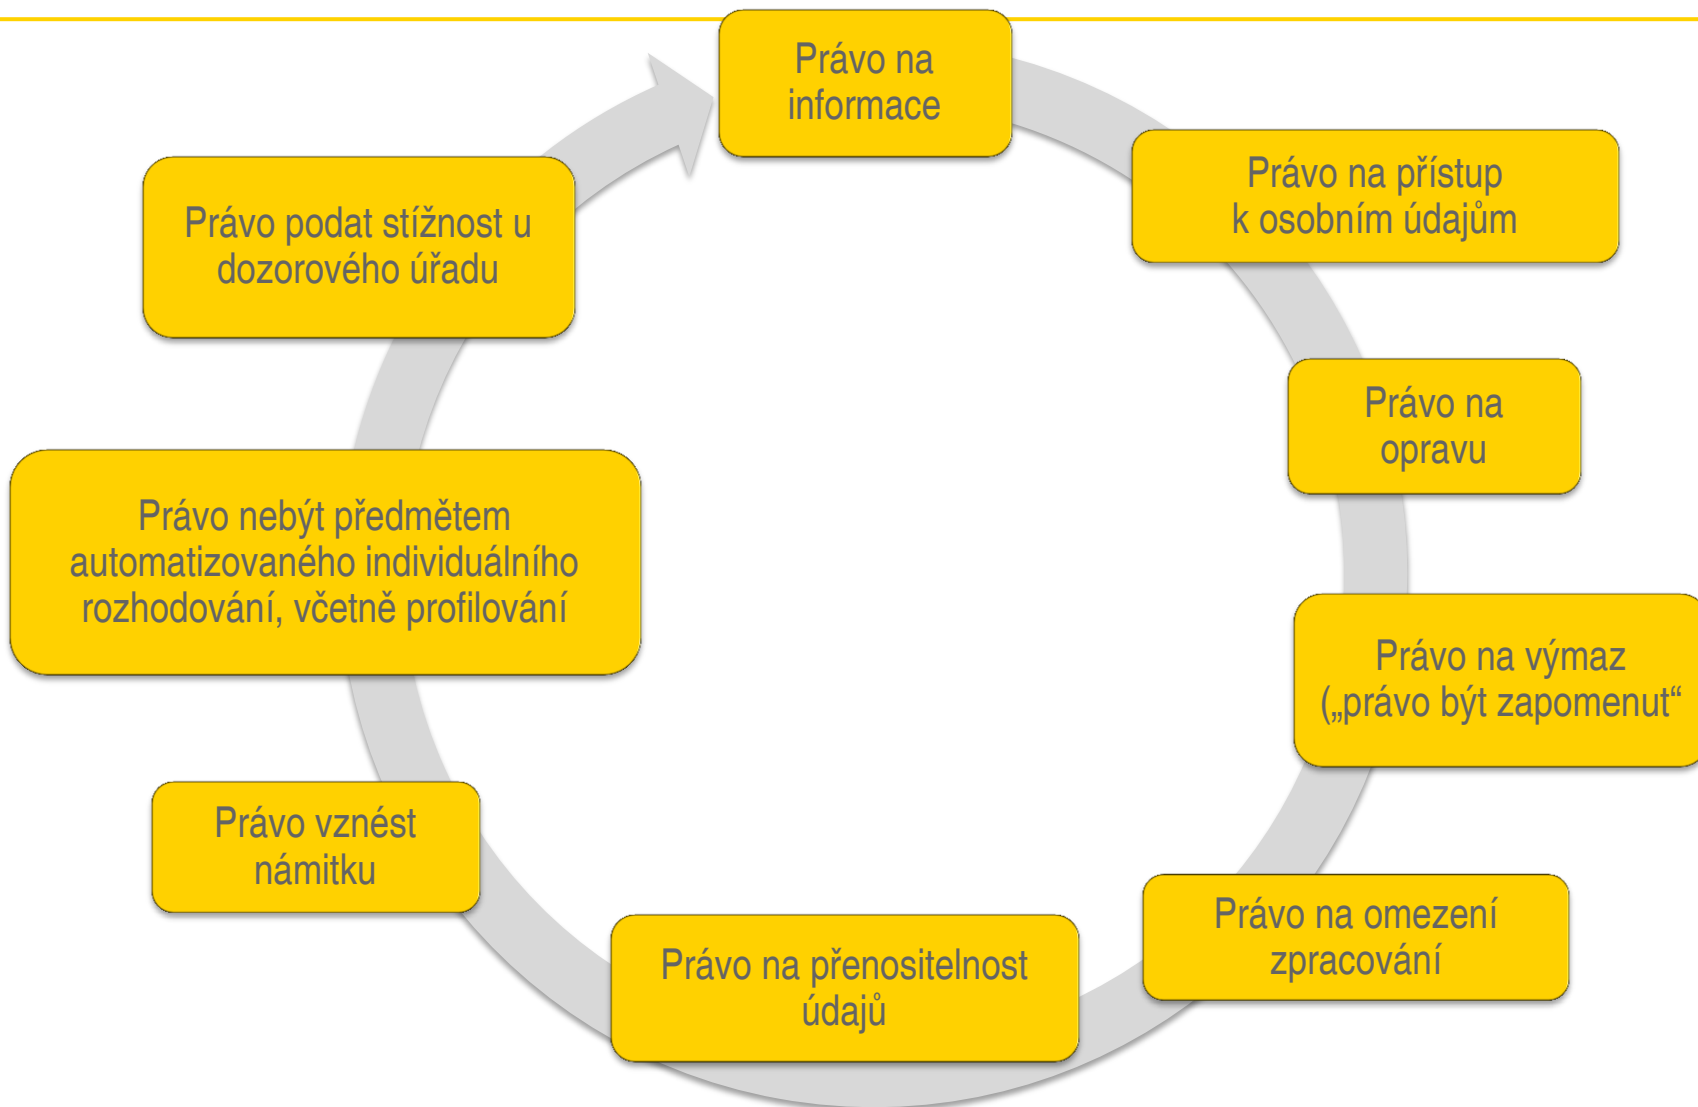 Právo na
informace
Právo na přístup
k osobním údajům
Právo na
opravu
Právo na výmaz
(„právo být zapomenut“
Právo na omezení
zpracování
Právo na přenositelnost
údajů
Právo vznést
námitku
Právo nebýt předmětem
automatizovaného individuálního
rozhodování, včetně profilování
Právo podat stížnost u
dozorového úřadu